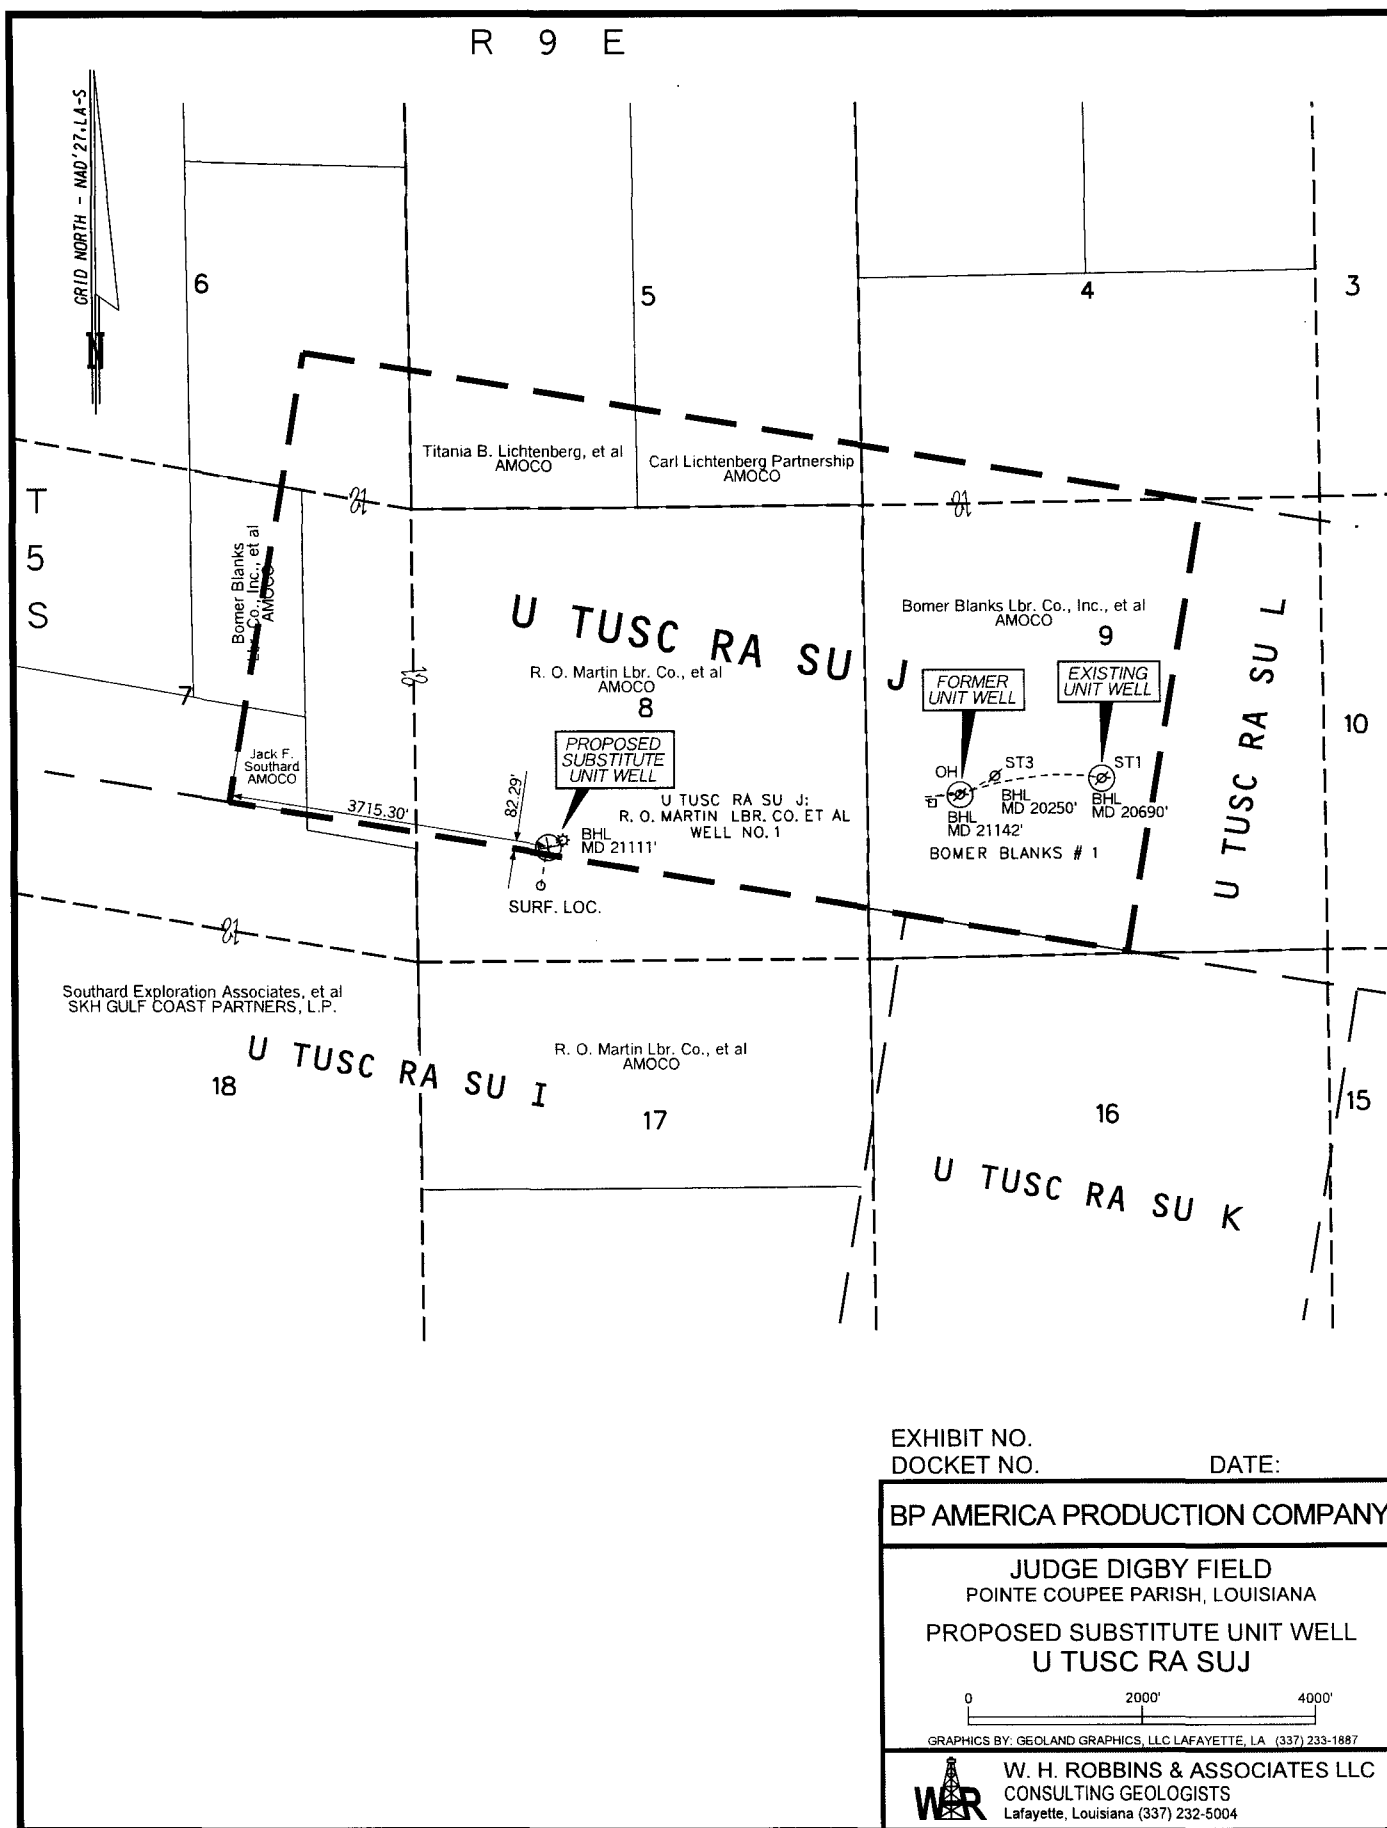 R 9 E
GRID NORTH - NAD'27,LA-S
N
6
5
4
3
T
5
S
Titania B. Lichtenberg, et al
AMOCO
Carl Lichtenberg Partnership
AMOCO
Bomer Blanks
Lbr. Co., Inc., et al
AMOCO
U TUSC RA SU J
Bomer Blanks Lbr. Co., Inc., et al
AMOCO
9
U TUSC RA SU L
R. O. Martin Lbr. Co., et al
AMOCO
8
FORMER
UNIT WELL
EXISTING
UNIT WELL
7
10
Jack F.
Southard
AMOCO
PROPOSED
SUBSTITUTE
UNIT WELL
3715.30'
82.29'
U TUSC RA SU J;
R. O. MARTIN LBR. CO. ET AL
WELL NO. 1
BHL
MD 21111'
SURF. LOC.
OH
ST3
ST1
BHL
MD 20250'
BHL
MD 20690'
BHL
MD 21142'
BOMER BLANKS # 1
Southard Exploration Associates, et al
SKH GULF COAST PARTNERS, L.P.
U TUSC RA SU I
18
R. O. Martin Lbr. Co., et al
AMOCO
17
16
15
U TUSC RA SU K
EXHIBIT NO.
DOCKET NO. DATE:
BP AMERICA PRODUCTION COMPANY
JUDGE DIGBY FIELD
POINTE COUPEE PARISH, LOUISIANA
PROPOSED SUBSTITUTE UNIT WELL
U TUSC RA SUJ
0 2000' 4000'
GRAPHICS BY: GEOLAND GRAPHICS, LLC LAFAYETTE, LA (337) 233-1887
WR
W. H. ROBBINS & ASSOCIATES LLC
CONSULTING GEOLOGISTS
Lafayette, Louisiana (337) 232-5004